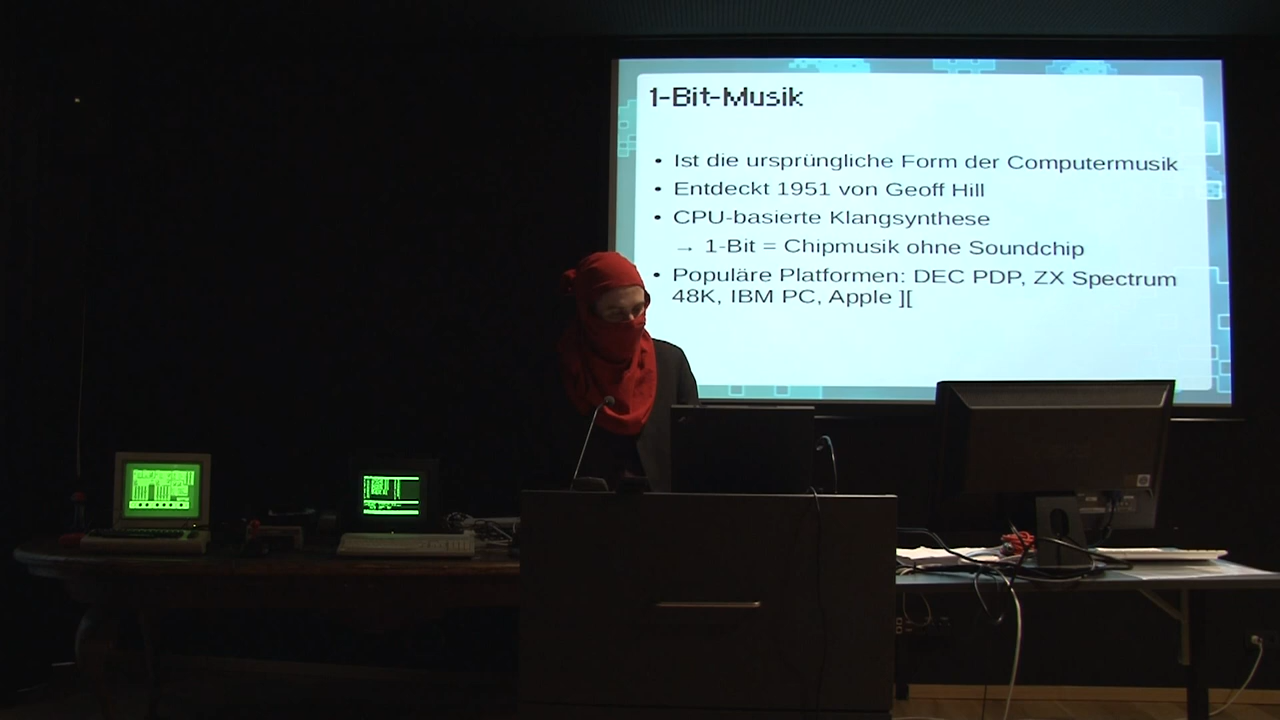 1-Bit-Musik
• Ist die ursprüngliche Form der Computermusik
• Entdeckt 1951 von Geoff Hill
• CPU-basierte Klangsynthese
→ 1-Bit = Chipmusik ohne Soundchip
• Populäre Platformen: DEC PDP, ZX Spectrum
48K, IBM PC, Apple ][